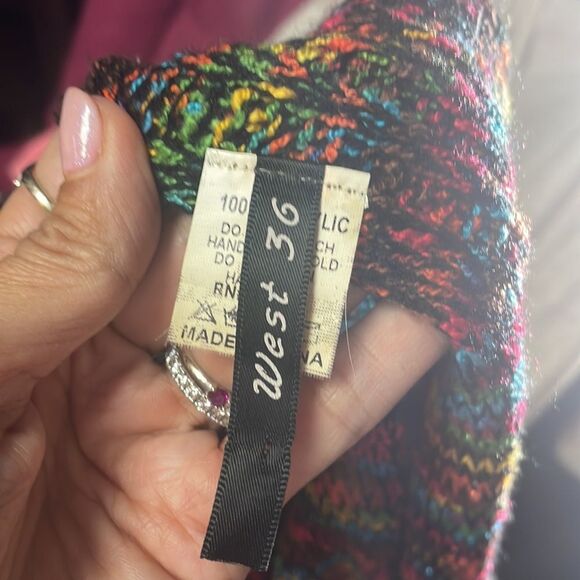 West 36
100 LIC
DO
HAND CH
DO OLD
RN
MADE NA